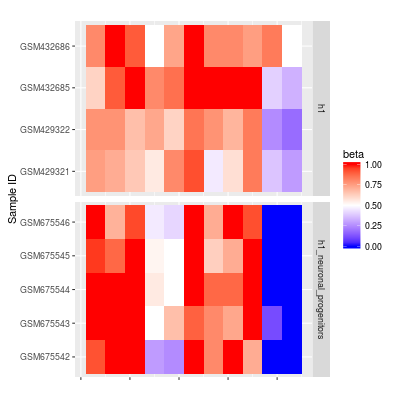 GSM432686
GSM432685
GSM429322
GSM429321
h1
GSM675546
GSM675545
GSM675544
GSM675543
GSM675542
h1_neuronal_progenitors
Sample ID
beta
1.00
0.75
0.50
0.25
0.00